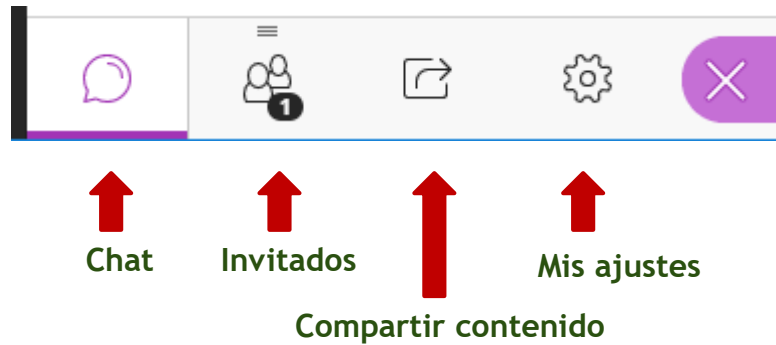 1
Chat
Invitados
Mis ajustes
Compartir contenido